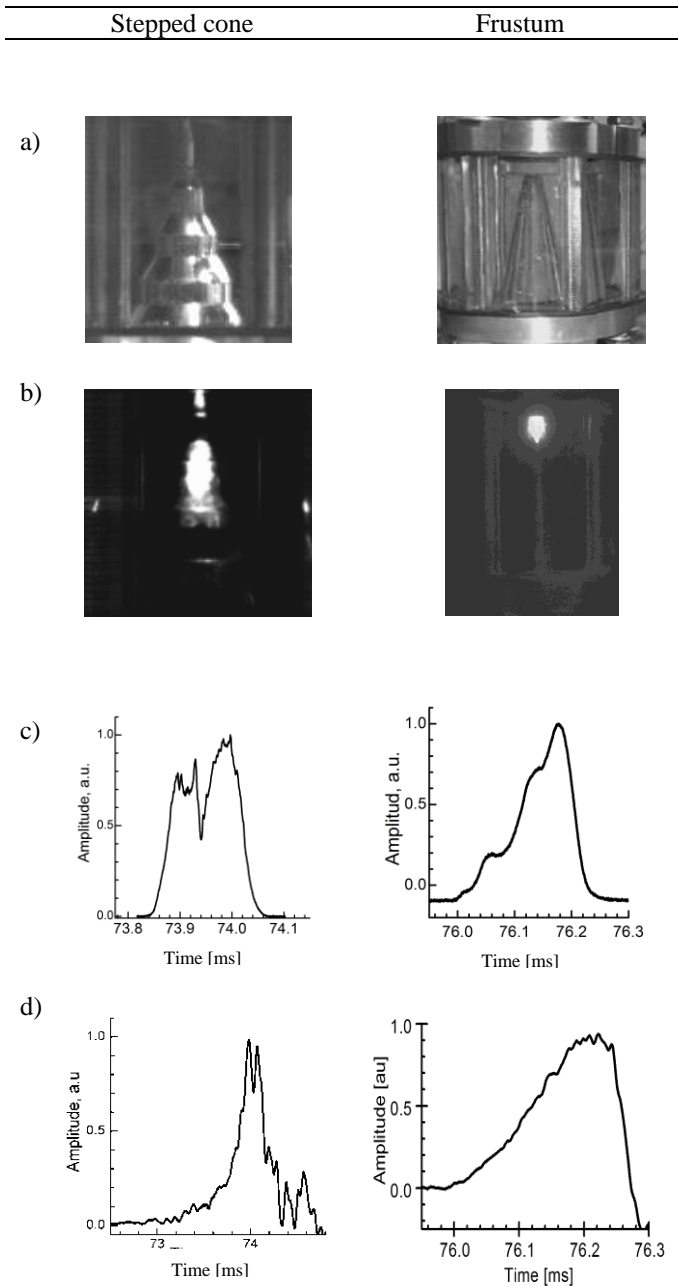 Stepped cone Frustum
a)
b)
c)
Amplitude, a.u.
1.0
0.5
0.0
73.8 73.9 74.0 74.1
Time [ms]
Amplitud, a.u.
1.0
0.5
0.0
76.0 76.1 76.2 76.3
Time [ms]
d)
Amplitude, a.u
1.0
0.5
0.0
73 74
Time [ms]
Amplitude [au]
1.0
0.5
0.0
76.0 76.1 76.2 76.3
Time [ms]